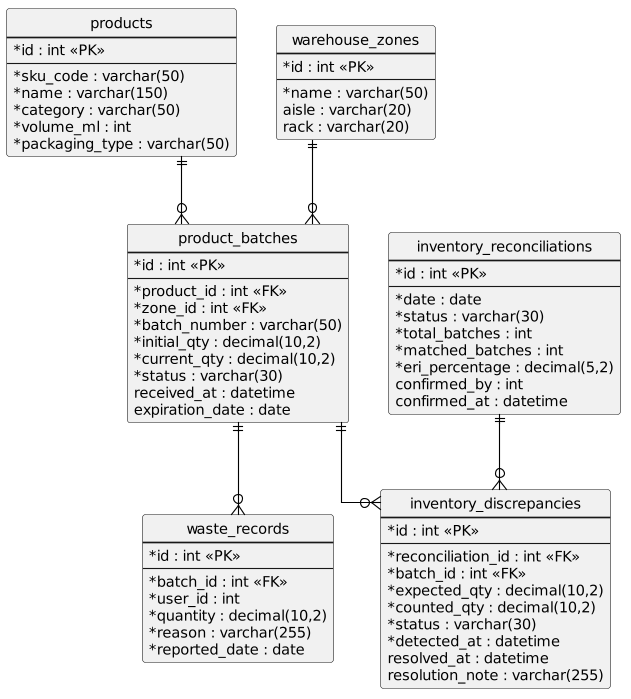 products
*id : int «PK»
*sku_code : varchar(50)
*name : varchar(150)
*category : varchar(50)
*volume_ml : int
*packaging_type : varchar(50)
warehouse_zones
*id : int «PK»
*name : varchar(50)
aisle : varchar(20)
rack : varchar(20)
product_batches
*id : int «PK»
*product_id : int «FK»
*zone_id : int «FK»
*batch_number : varchar(50)
*initial_qty : decimal(10,2)
*current_qty : decimal(10,2)
*status : varchar(30)
received_at : datetime
expiration_date : date
inventory_reconciliations
*id : int «PK»
*date : date
*status : varchar(30)
*total_batches : int
*matched_batches : int
*eri_percentage : decimal(5,2)
confirmed_by : int
confirmed_at : datetime
waste_records
*id : int «PK»
*batch_id : int «FK»
*user_id : int
*quantity : decimal(10,2)
*reason : varchar(255)
*reported_date : date
inventory_discrepancies
*id : int «PK»
*reconciliation_id : int «FK»
*batch_id : int «FK»
*expected_qty : decimal(10,2)
*counted_qty : decimal(10,2)
*status : varchar(30)
*detected_at : datetime
resolved_at : datetime
resolution_note : varchar(255)